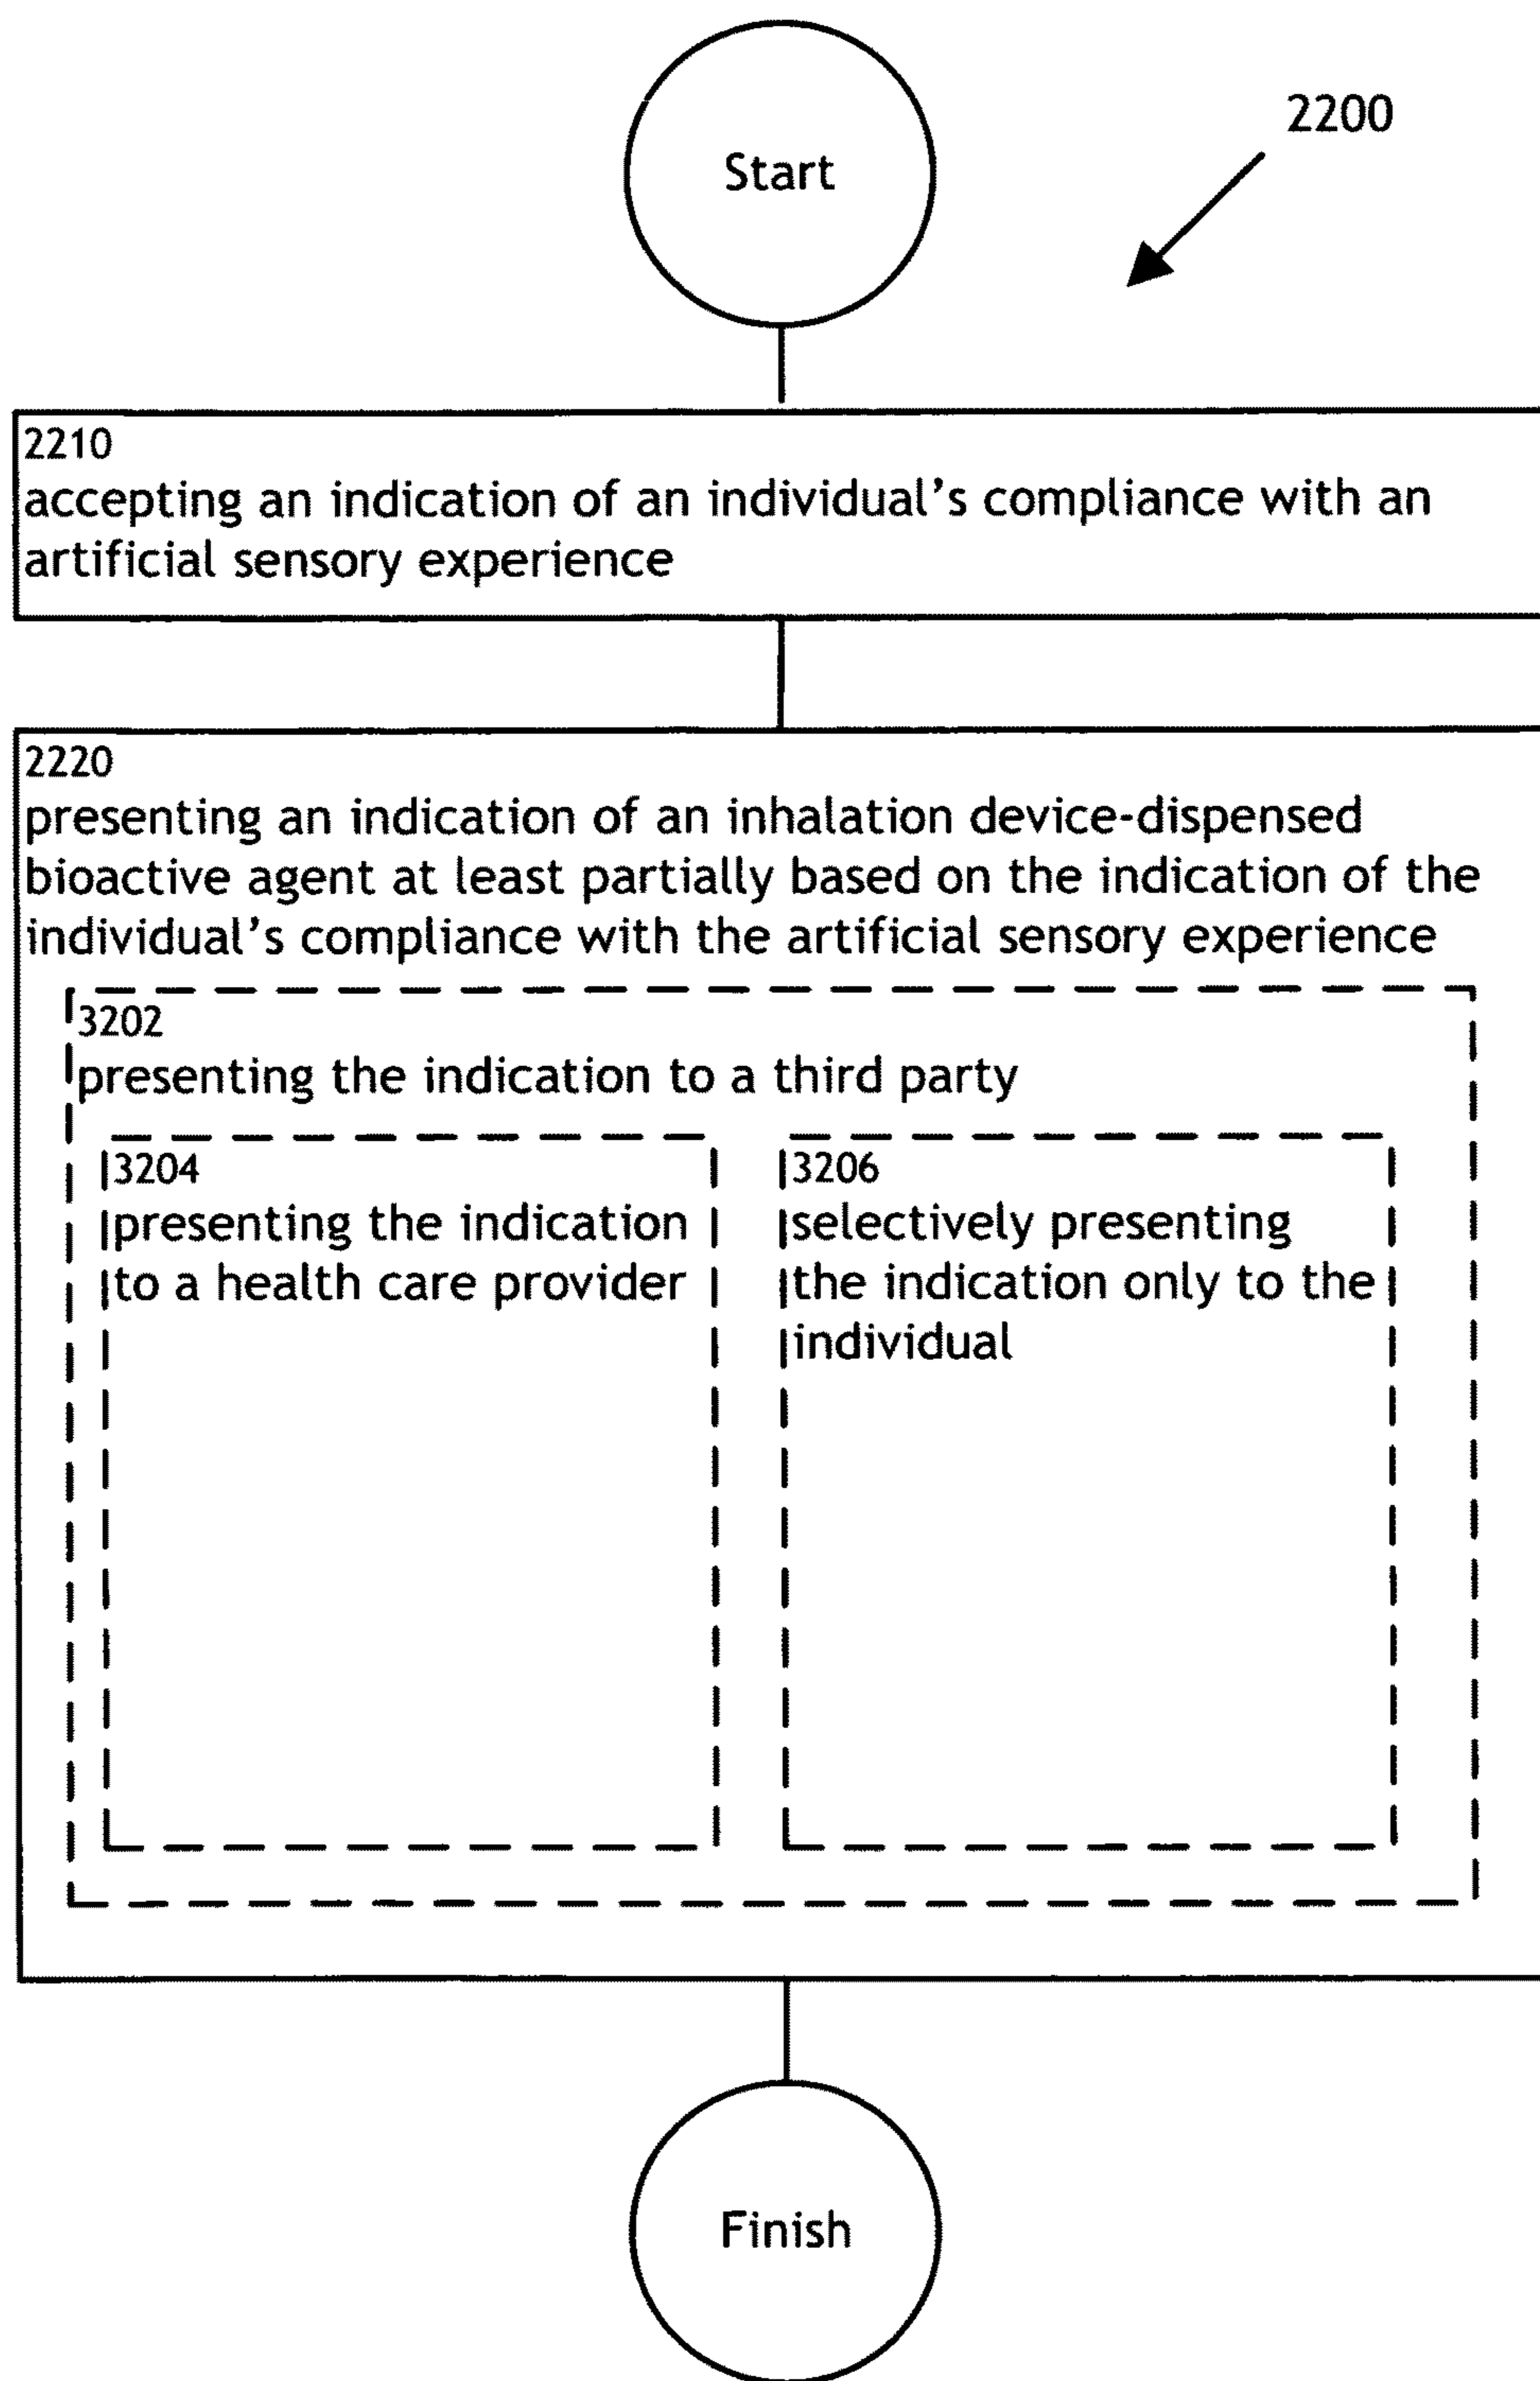 Start
2200
2210
accepting an indication of an individual's compliance with an
artificial sensory experience
2220
presenting an indication of an inhalation device-dispensed
bioactive agent at least partially based on the indication of the
individual's compliance with the artificial sensory experience
3202
presenting the indication to a third party
3204
presenting the indication
to a health care provider
3206
selectively presenting
the indication only to the
individual
Finish